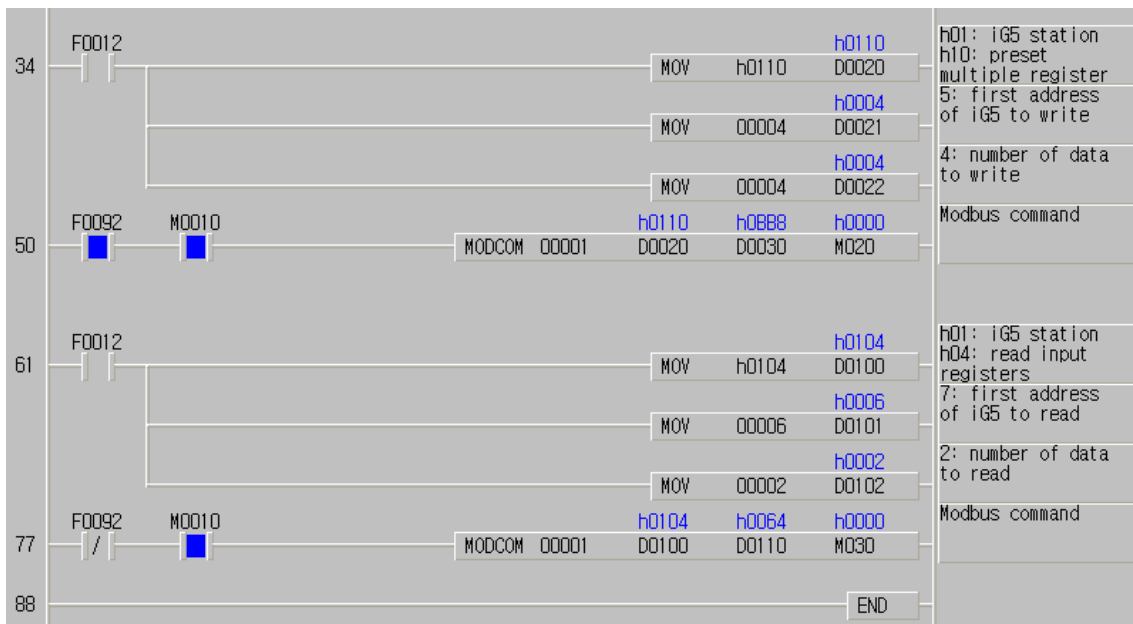 F0012 h0110
34 MOV h0110 D0020
h01: iG5 station
h10: preset
multiple register
h0004
MOV 00004 D0021
5: first address
of iG5 to write
h0004
MOV 00004 D0022
4: number of data
to write
F0092 M0010 h0110 h0BB8 h0000
50 MODCOM 00001 D0020 D0030 M020
Modbus command
F0012 h0104
61 MOV h0104 D0100
h01: iG5 station
h04: read input
registers
h0006
MOV 00006 D0101
7: first address
of iG5 to read
h0002
MOV 00002 D0102
2: number of data
to read
F0092 M0010 h0104 h0064 h0000
77 / MODCOM 00001 D0100 D0110 M030
Modbus command
88 END